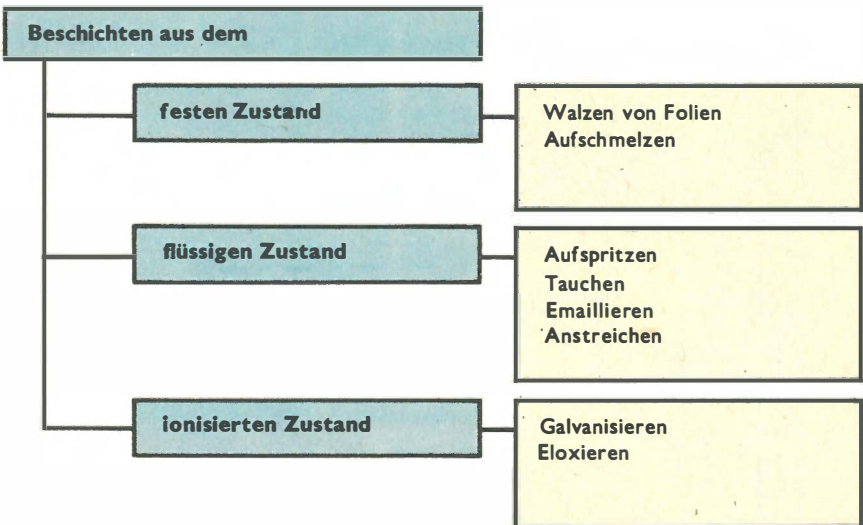 Beschichten aus dem
festen Zustand
Walzen von Folien
Aufschmelzen
flüssigen Zustand
Aufspritzen
Tauchen
Emaillieren
Anstreichen
ionisierten Zustand
Galvanisieren
Eloxieren